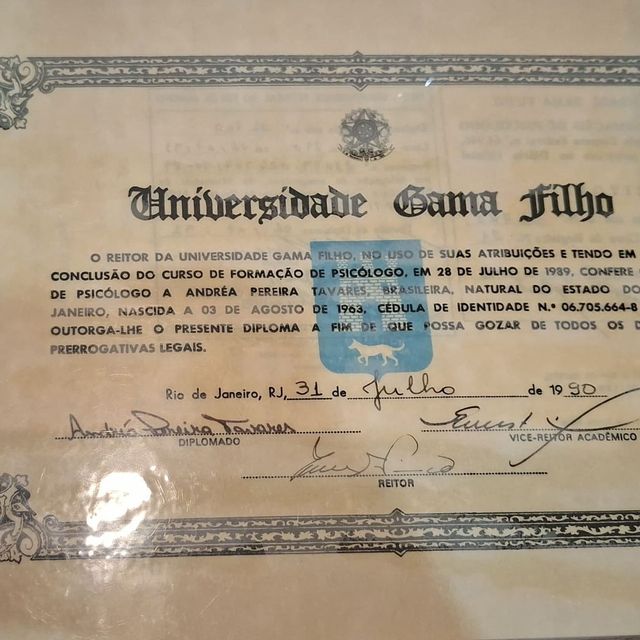 Universidade Gama Filho
O REITOR DA UNIVERSIDADE GAMA FILHO, NO USO DE SUAS ATRIBUIÇÕES E TENDO EM
CONCLUSÃO DO CURSO DE FORMAÇÃO DE PSICÓLOGO, EM 28 DE JULHO DE 1989, CONFERE
DE PSICÓLOGO A ANDRÉA PEREIRA TAVARES BRASILEIRA, NATURAL DO ESTADO DO
JANEIRO, NASCIDA A 03 DE AGOSTO DE 1963, CÉDULA DE IDENTIDADE N.º 06.705.664-8
OUTORGA-LHE O PRESENTE DIPLOMA A FIM DE QUE POSSA GOZAR DE TODOS OS
PRERROGATIVAS LEGAIS.
Rio de Janeiro, RJ, 31 de Julho de 1990
Andréa Pereira Tavares
DIPLOMADO
VICE-REITOR ACADÊMICO
REITOR